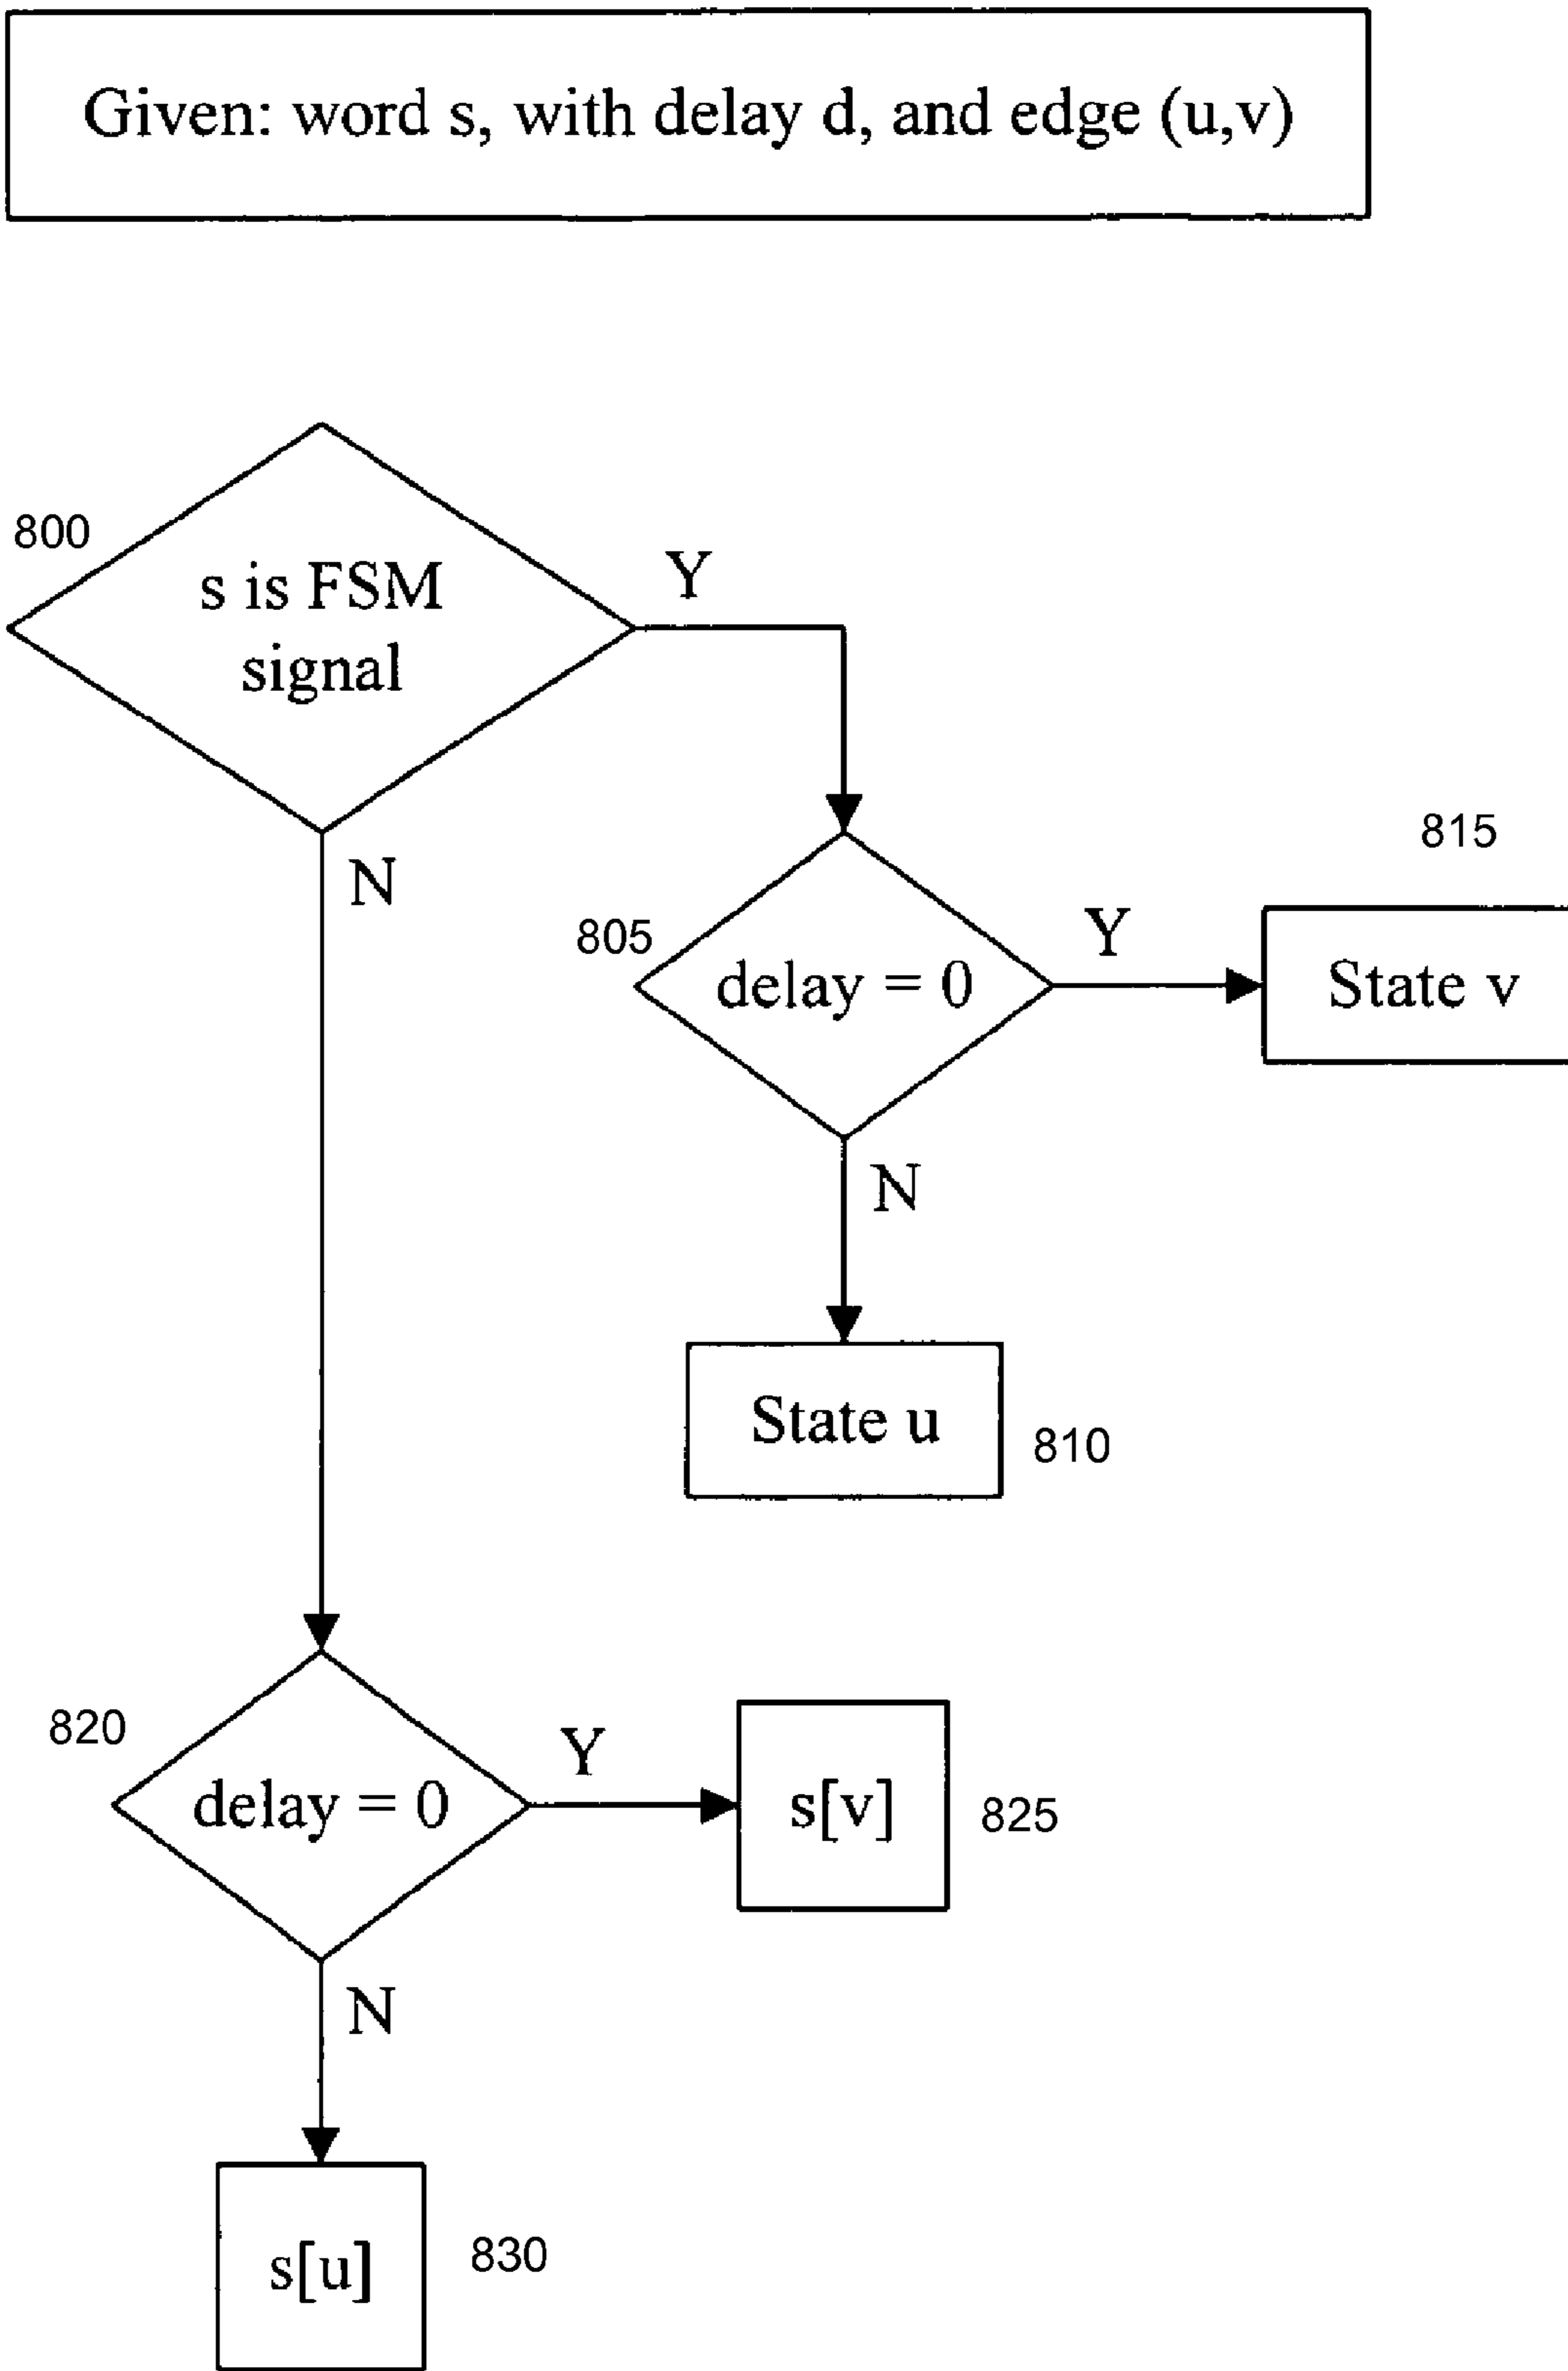 Given: word s, with delay d, and edge (u,v)
800
s is FSM
signal
Y
N
815
805
delay = 0
Y
State v
N
State u
810
820
delay = 0
Y
s[v]
825
N
s[u]
830